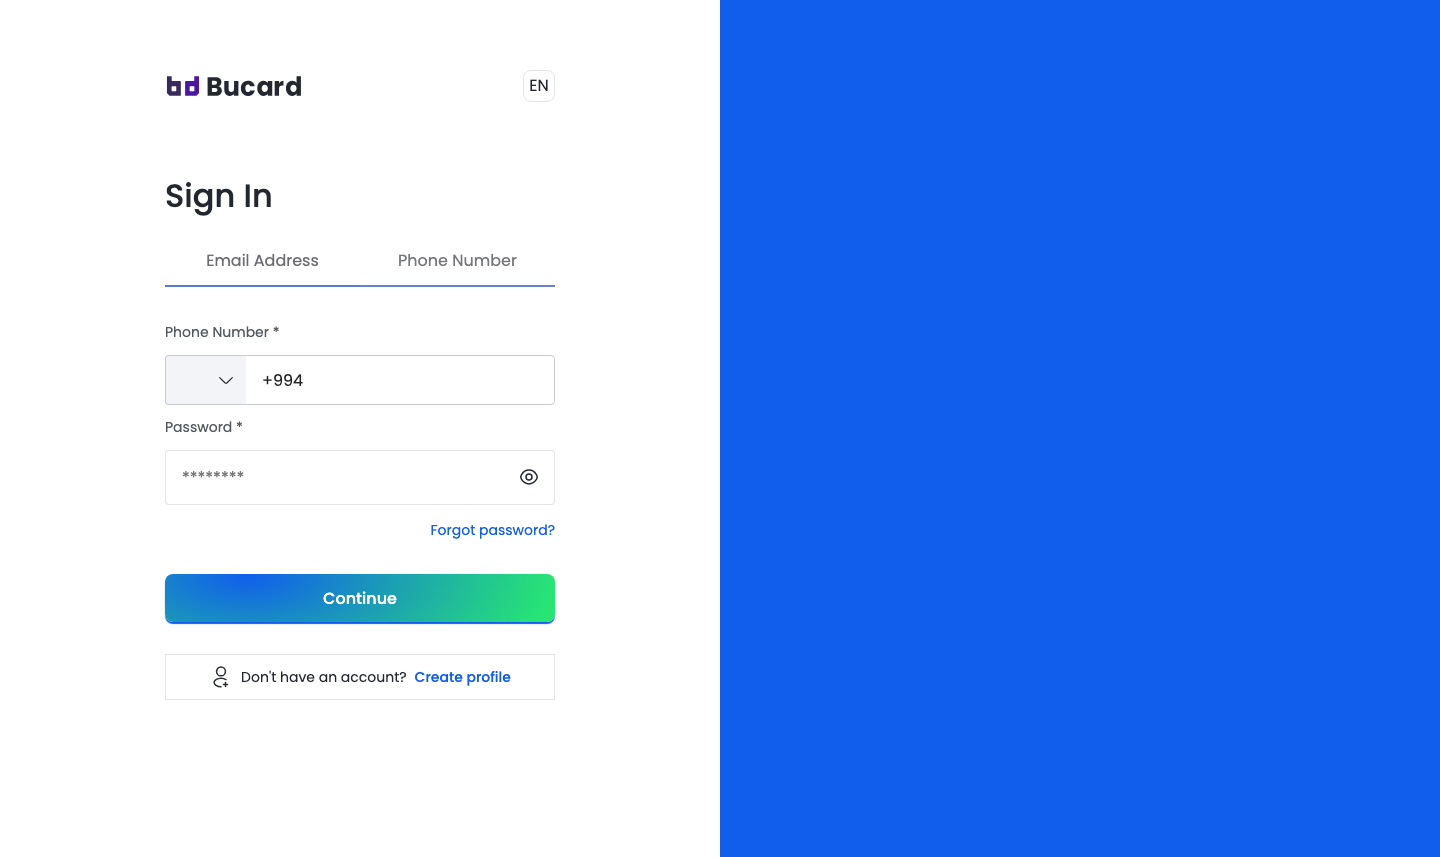 bd Bucard
EN
Sign In
Email Address
Phone Number
Phone Number *
+994
Password *
********
Forgot password?
Continue
Don't have an account? Create profile